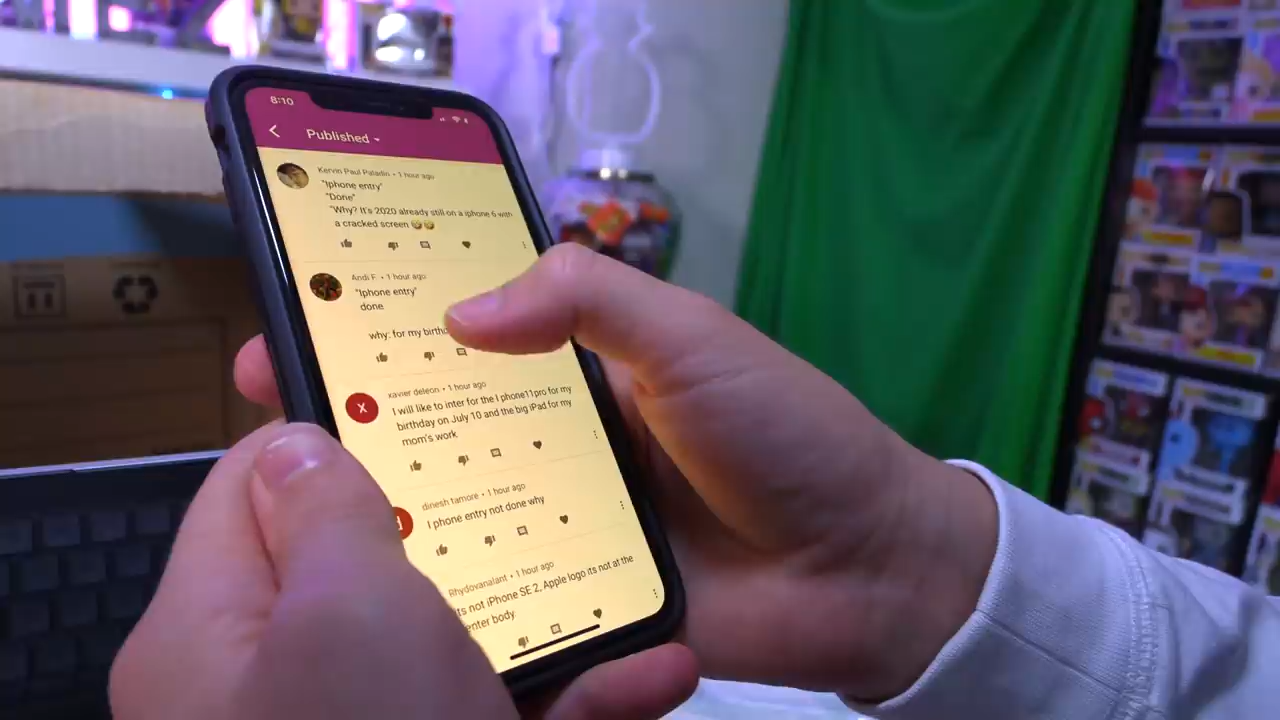 8:10
Published
Kervin Paul Paladin • 1 hour ago
"Iphone entry"
"Done"
"Why? It's 2020 already still on a iphone 6 with
a cracked screen 🤣🤣
Andi F. • 1 hour ago
"Iphone entry"
done
why: for my birthd
xavier deleon • 1 hour ago
I will like to inter for the I phone11pro for my
birthday on July 10 and the big iPad for my
mom's work
X
dinesh tamore • 1 hour ago
I phone entry not done why
d
Rhydovanalant • 1 hour ago
its not iPhone SE 2, Apple logo its not at the
enter body.